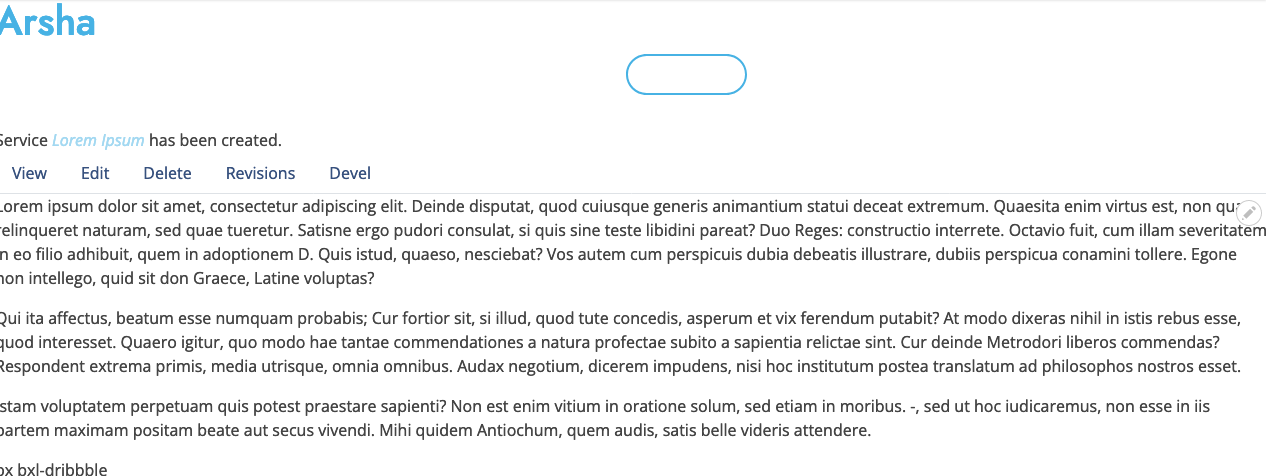 Arsha
Service Lorem Ipsum has been created.
View Edit Delete Revisions Devel
Lorem ipsum dolor sit amet, consectetur adipiscing elit. Deinde disputat, quod cuiusque generis animantium statui deceat extremum. Quaesita enim virtus est, non quae
relinqueret naturam, sed quae tueretur. Satisne ergo pudori consulat, si quis sine teste libidini pareat? Duo Reges: constructio interrete. Octavio fuit, cum illam severitatem
in eo filio adhibuit, quem in adoptionem D. Quis istud, quaeso, nesciebat? Vos autem cum perspicuis dubia debeatis illustrare, dubiis perspicua conamini tollere. Egone
non intellego, quid sit don Graece, Latine voluptas?
Qui ita affectus, beatum esse numquam probabis; Cur fortior sit, si illud, quod tute concedis, asperum et vix ferendum putabit? At modo dixeras nihil in istis rebus esse,
quod interesset. Quaero igitur, quo modo hae tantae commendationes a natura profectae subito a sapientia relictae sint. Cur deinde Metrodori liberos commendas?
Respondent extrema primis, media utrisque, omnia omnibus. Audax negotium, dicerem impudens, nisi hoc institutum postea translatum ad philosophos nostros esset.
Istam voluptatem perpetuam quis potest praestare sapienti? Non est enim vitium in oratione solum, sed etiam in moribus. -, sed ut hoc iudicaremus, non esse in iis
partem maximam positam beate aut secus vivendi. Mihi quidem Antiochum, quem audis, satis belle videris attendere.
bx bxl-dribbble